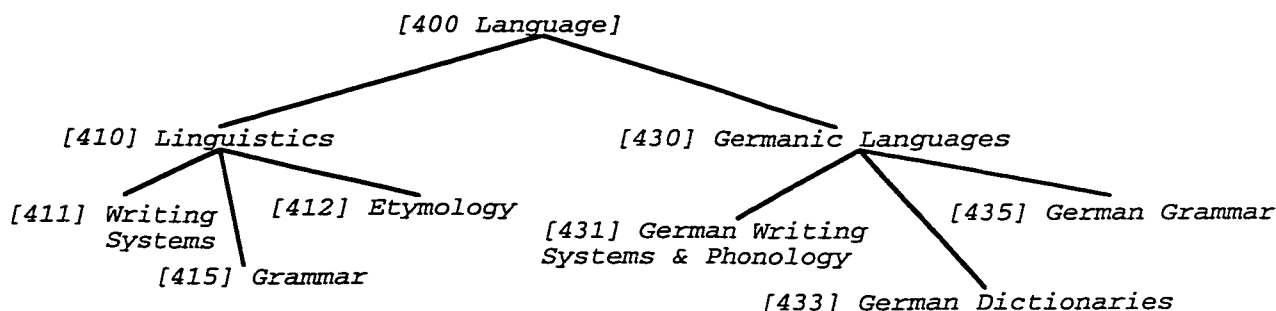 [400 Language]
[410] Linguistics
[430] Germanic Languages
[411] Writing
Systems
[412] Etymology
[415] Grammar
[431] German Writing
Systems & Phonology
[435] German Grammar
[433] German Dictionaries